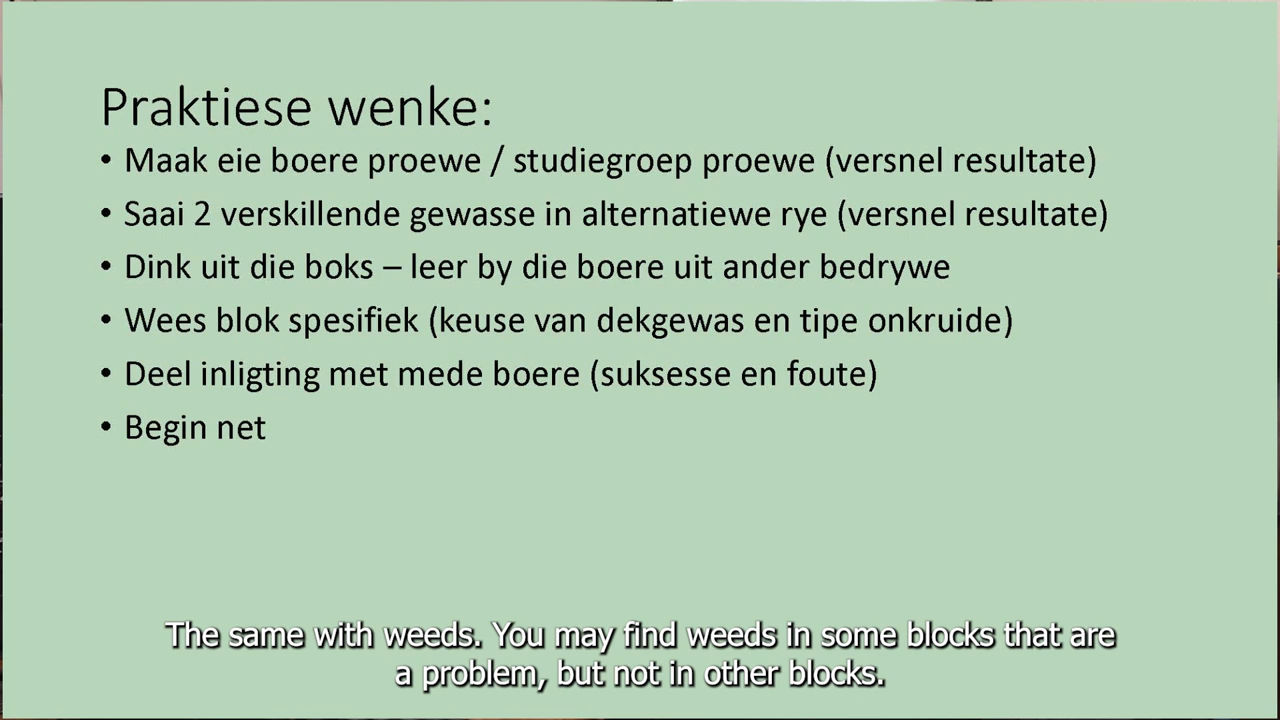 Praktiese wenke:
• Maak eie boere proewe / studiegroep proewe (versnel resultate)
• Saai 2 verskillende gewasse in alternatiewe rye (versnel resultate)
• Dink uit die boks – leer by die boere uit ander bedrywe
• Wees blok spesifiek (keuse van dekgewas en tipe onkruide)
• Deel inligting met mede boere (suksesse en foute)
• Begin net
The same with weeds. You may find weeds in some blocks that are
a problem, but not in other blocks.